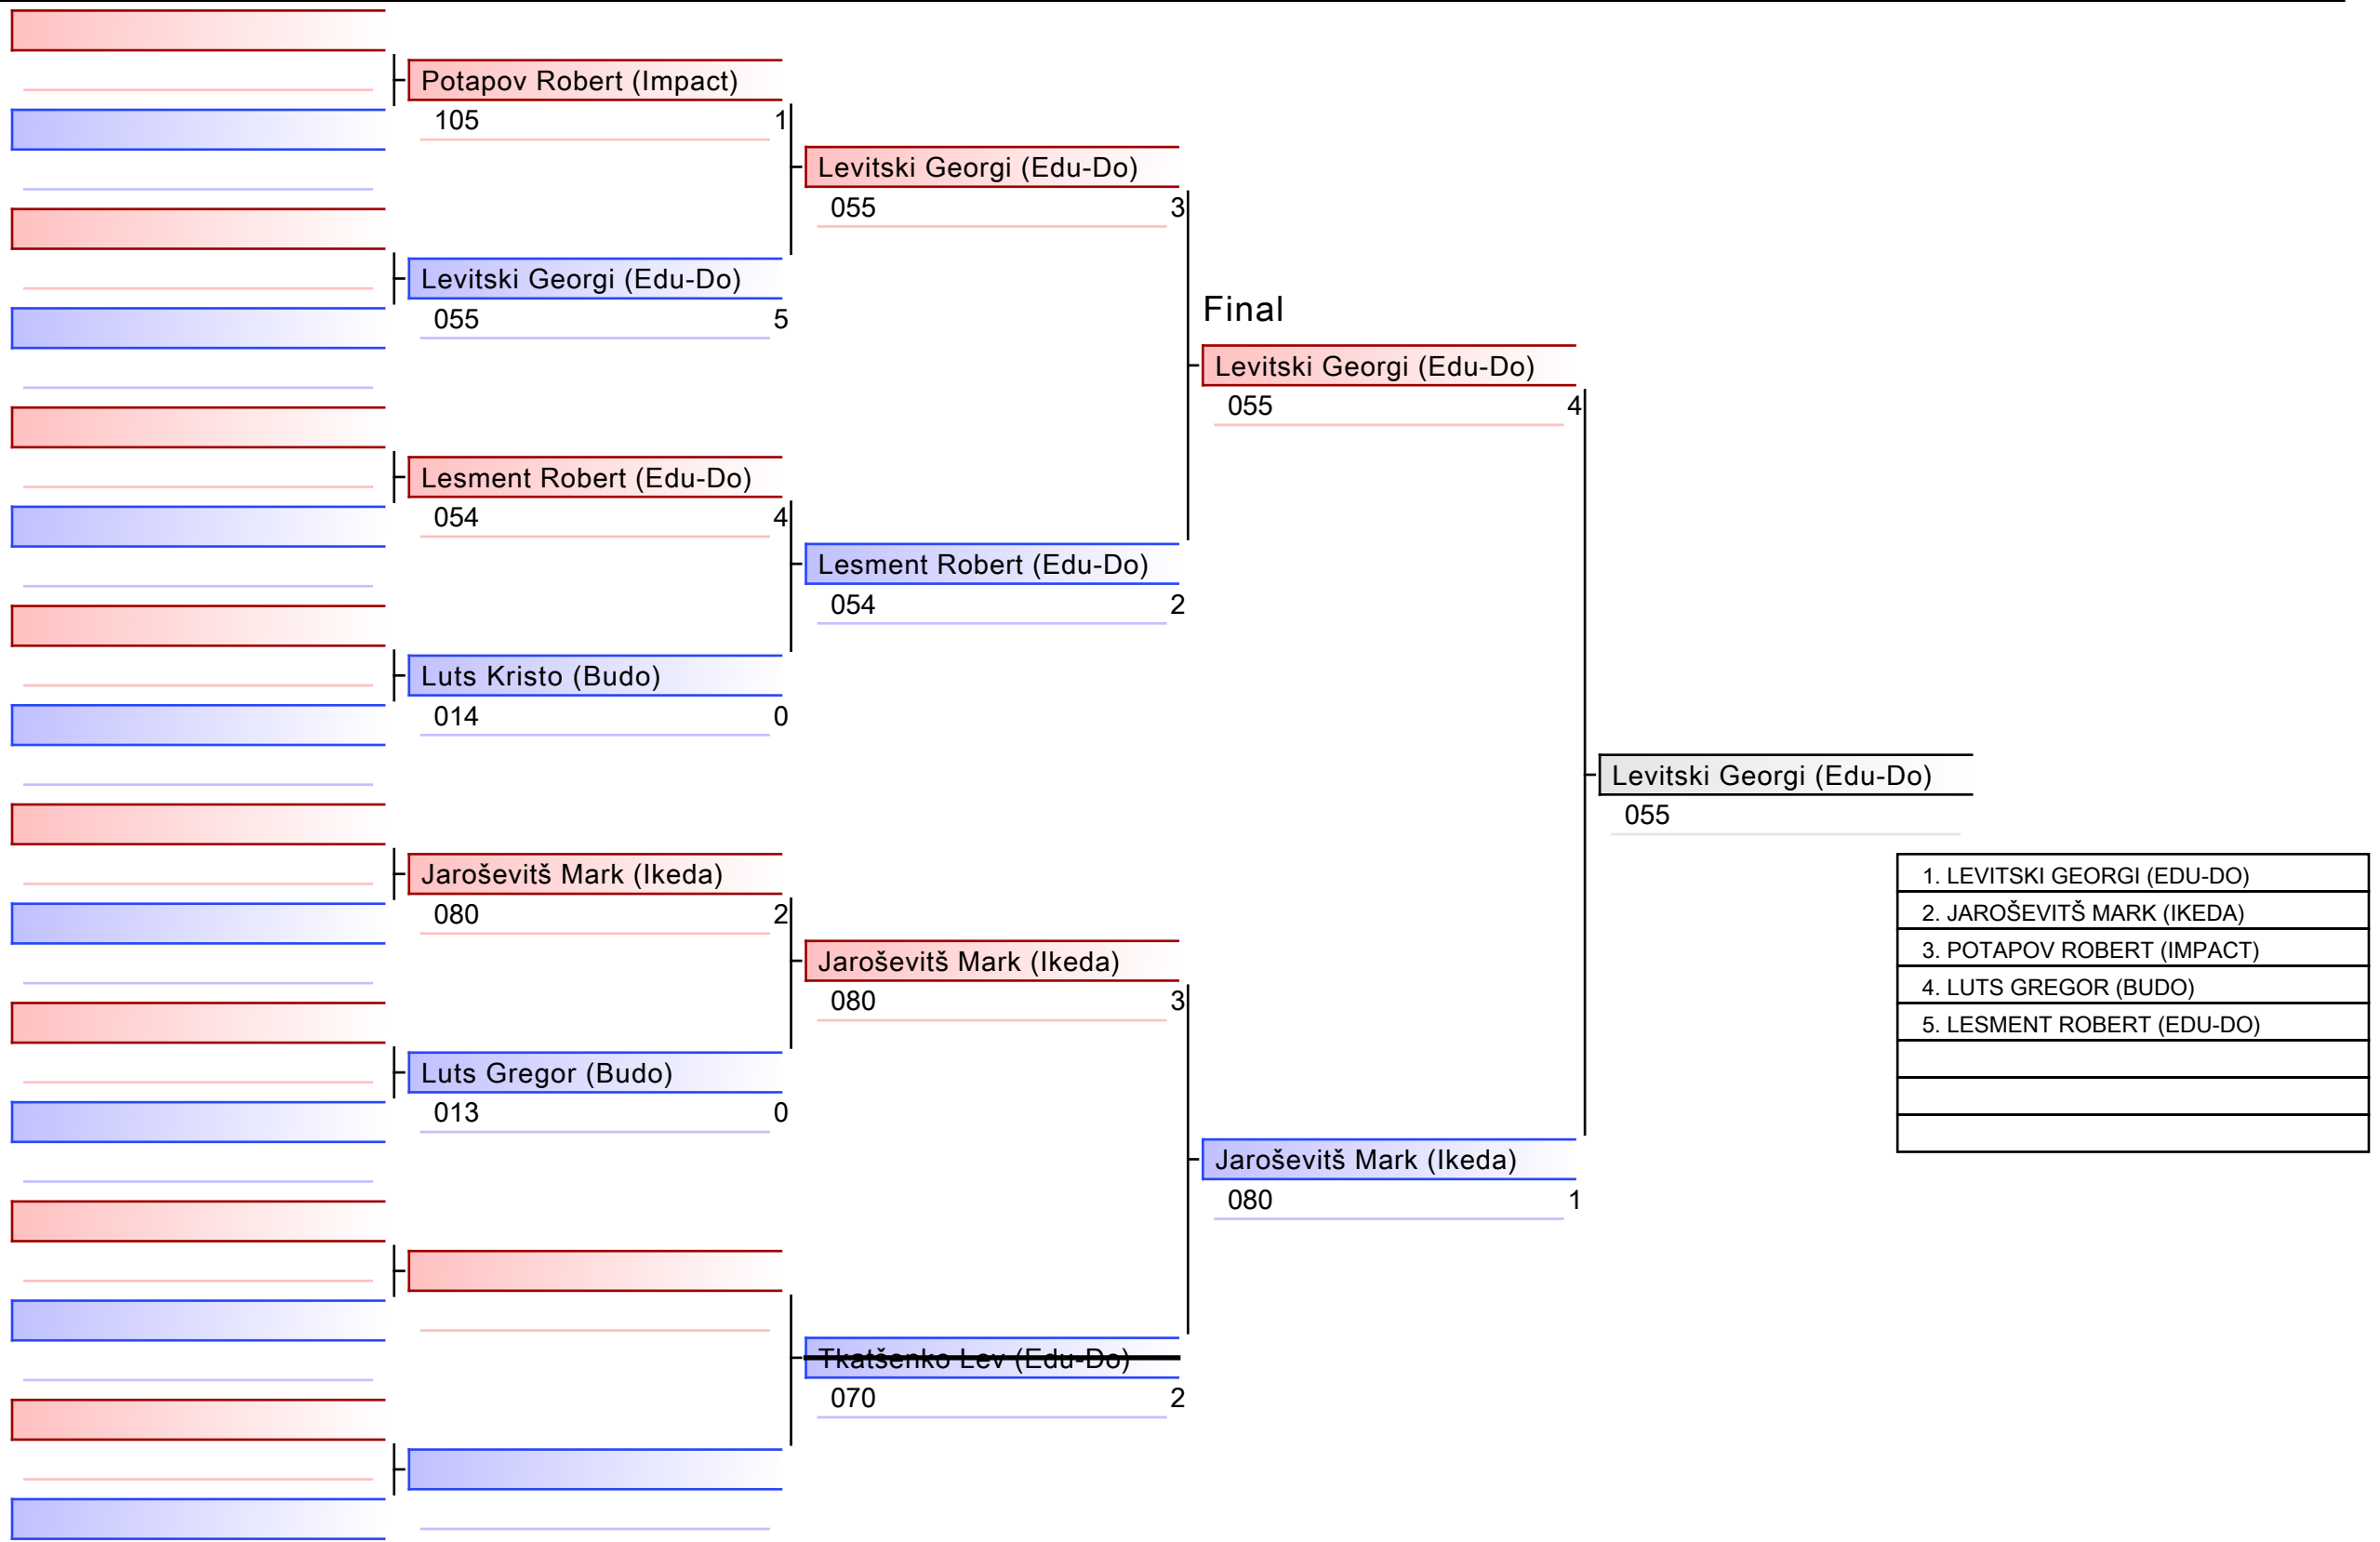 Potapov Robert (Impact)
105 1
Levitski Georgi (Edu-Do)
055 5
Lesment Robert (Edu-Do)
054 4
Luts Kristo (Budo)
014 0
Jaroševitš Mark (Ikeda)
080 2
Luts Gregor (Budo)
013 0
Levitski Georgi (Edu-Do)
055 3
Lesment Robert (Edu-Do)
054 2
Jaroševitš Mark (Ikeda)
080 3
Tkatšenko Lev (Edu-Do)
070 2
Final
Levitski Georgi (Edu-Do)
055 4
Jaroševitš Mark (Ikeda)
080 1
Levitski Georgi (Edu-Do)
055
1. LEVITSKI GEORGI (EDU-DO)
2. JAROŠEVITŠ MARK (IKEDA)
3. POTAPOV ROBERT (IMPACT)
4. LUTS GREGOR (BUDO)
5. LESMENT ROBERT (EDU-DO)